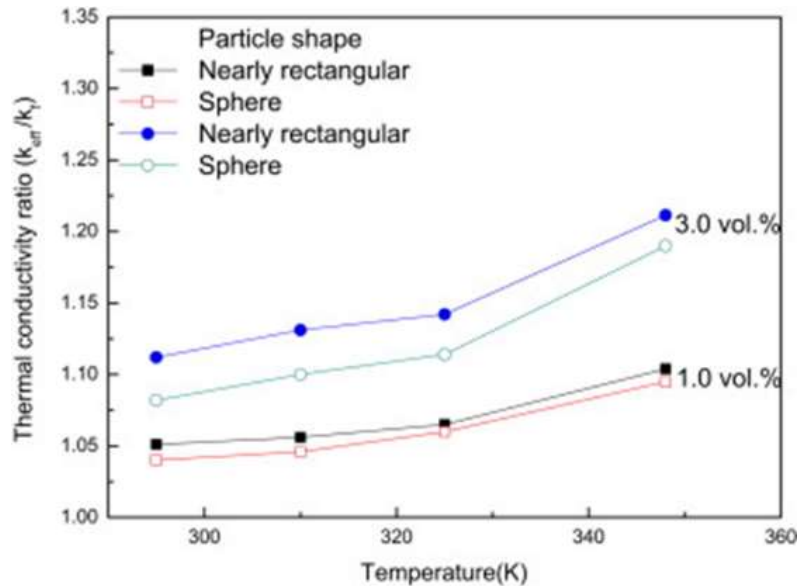 1.35
1.30
1.25
1.20
1.15
1.10
1.05
1.00
Thermal conductivity ratio (k_eff/k_f)
Particle shape
Nearly rectangular
Sphere
Nearly rectangular
Sphere
3.0 vol.%
1.0 vol.%
300
320
340
360
Temperature(K)